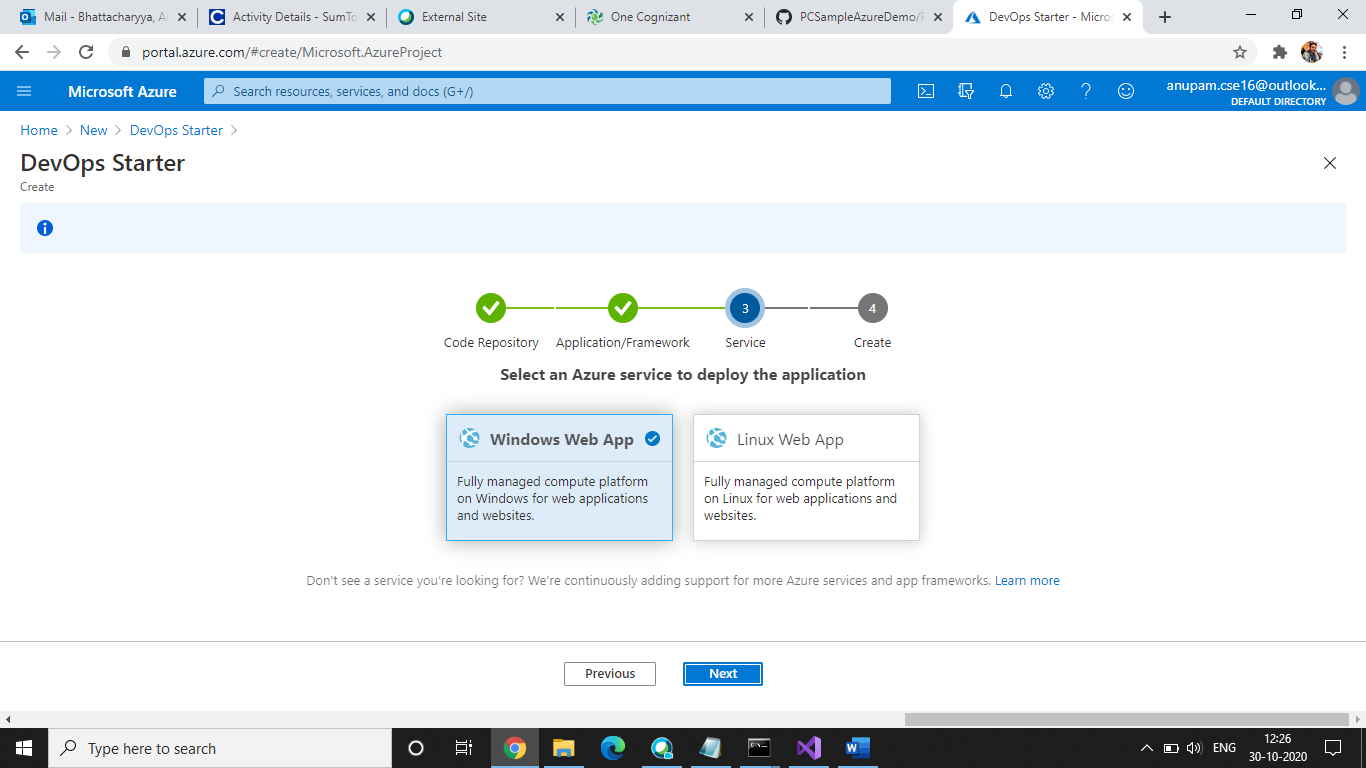 Mail - Bhattacharyya, A
Activity Details - SumTo
External Site
One Cognizant
PCSampleAzureDemo/
DevOps Starter - Micros
portal.azure.com/#create/Microsoft.AzureProject
Microsoft Azure
Search resources, services, and docs (G+/)
anupam.cse16@outlook...
DEFAULT DIRECTORY
Home > New > DevOps Starter >
DevOps Starter
Create
3
4
Code Repository
Application/Framework
Service
Create
Select an Azure service to deploy the application
Windows Web App
Fully managed compute platform
on Windows for web applications
and websites.
Linux Web App
Fully managed compute platform
on Linux for web applications and
websites.
Don't see a service you're looking for? We're continuously adding support for more Azure services and app frameworks. Learn more
Previous
Next
Type here to search
ENG
12:26
30-10-2020